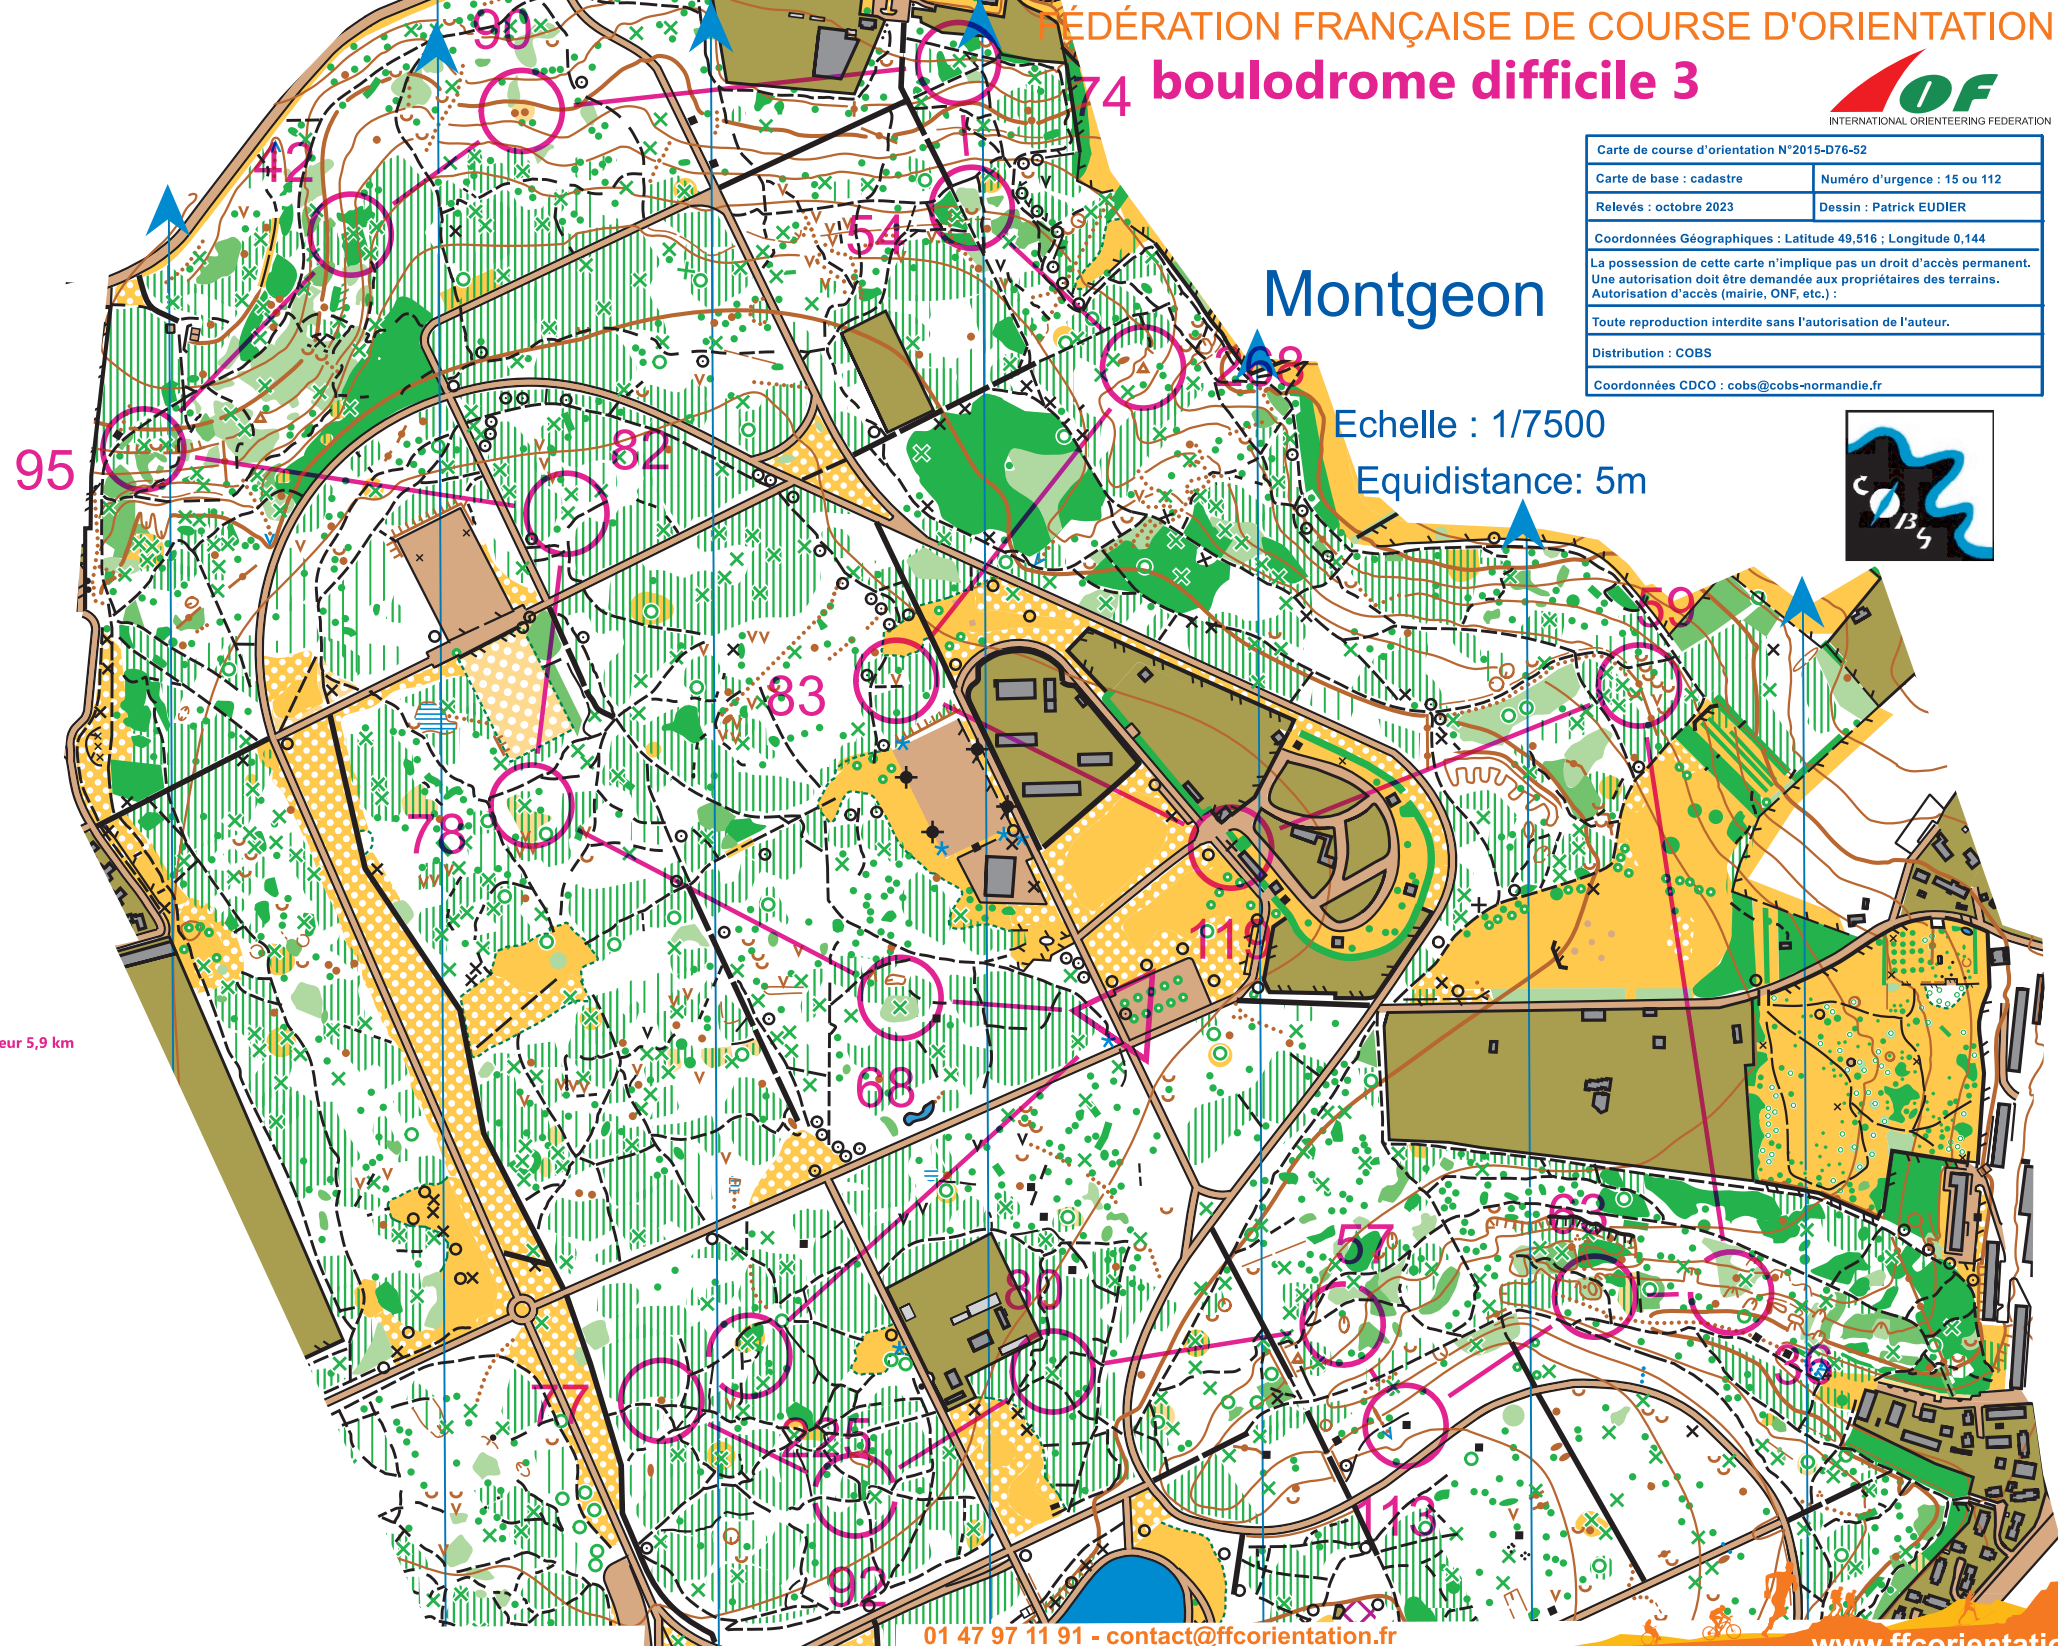 FÉDÉRATION FRANÇAISE DE COURSE D'ORIENTATION
boulodrome difficile 3
IOF
INTERNATIONAL ORIENTEERING FEDERATION
Carte de course d'orientation N°2015-D76-52
Carte de base : cadastre
Numéro d'urgence : 15 ou 112
Relevés : octobre 2023
Dessin : Patrick EUDIER
Coordonnées Géographiques : Latitude 49,516 ; Longitude 0,144
La possession de cette carte n'implique pas un droit d'accès permanent.
Une autorisation doit être demandée aux propriétaires des terrains.
Autorisation d'accès (mairie, ONF, etc.) :
Toute reproduction interdite sans l'autorisation de l'auteur.
Distribution : COBS
Coordonnées CDCO : cobs@cobs-normandie.fr
Montgeon
Echelle : 1/7500
Equidistance: 5m
COBS
90
74
42
54
268
95
82
59
83
78
119
eur 5,9 km
68
63
57
80
36
77
225
113
92
01 47 97 11 91 - contact@ffcorientation.fr
www.ffcorientatio